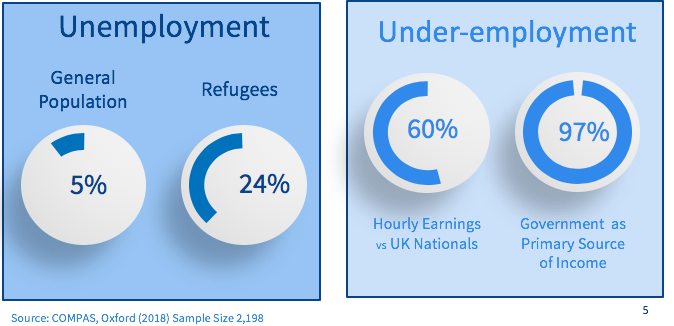 Unemployment
General
Population
Refugees
5%
24%
Under-employment
60%
97%
Hourly Earnings
vs UK Nationals
Government as
Primary Source
of Income
Source: COMPAS, Oxford (2018) Sample Size 2,198
5